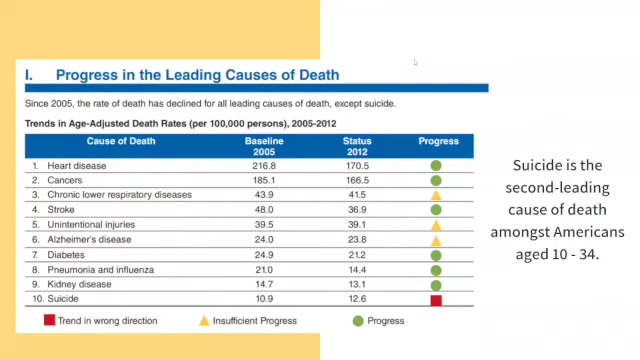 I. Progress in the Leading Causes of Death
Since 2005, the rate of death has declined for all leading causes of death, except suicide.
Trends in Age-Adjusted Death Rates (per 100,000 persons), 2005-2012
Cause of Death Baseline 2005 Status 2012 Progress
1. Heart disease 216.8 170.5
2. Cancers 185.1 166.5
3. Chronic lower respiratory diseases 43.9 41.5
4. Stroke 48.0 36.9
5. Unintentional injuries 39.5 39.1
6. Alzheimer's disease 24.0 23.8
7. Diabetes 24.9 21.2
8. Pneumonia and influenza 21.0 14.4
9. Kidney disease 14.7 13.1
10. Suicide 10.9 12.6
Trend in wrong direction Insufficient Progress Progress
Suicide is the
second-leading
cause of death
amongst Americans
aged 10 - 34.